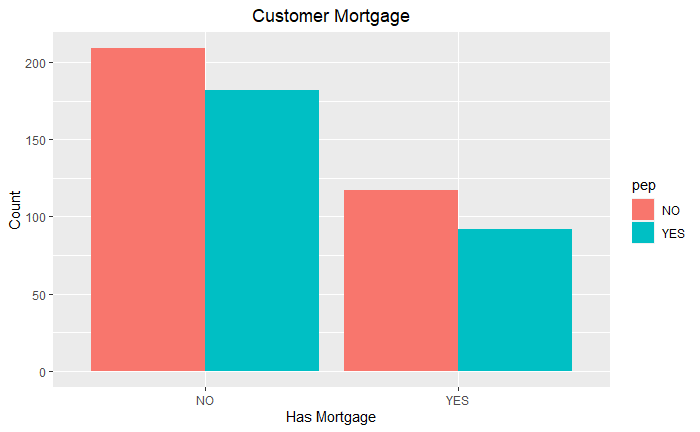 Customer Mortgage
200
150
100
50
0
Count
NO
YES
Has Mortgage
pep
NO
YES